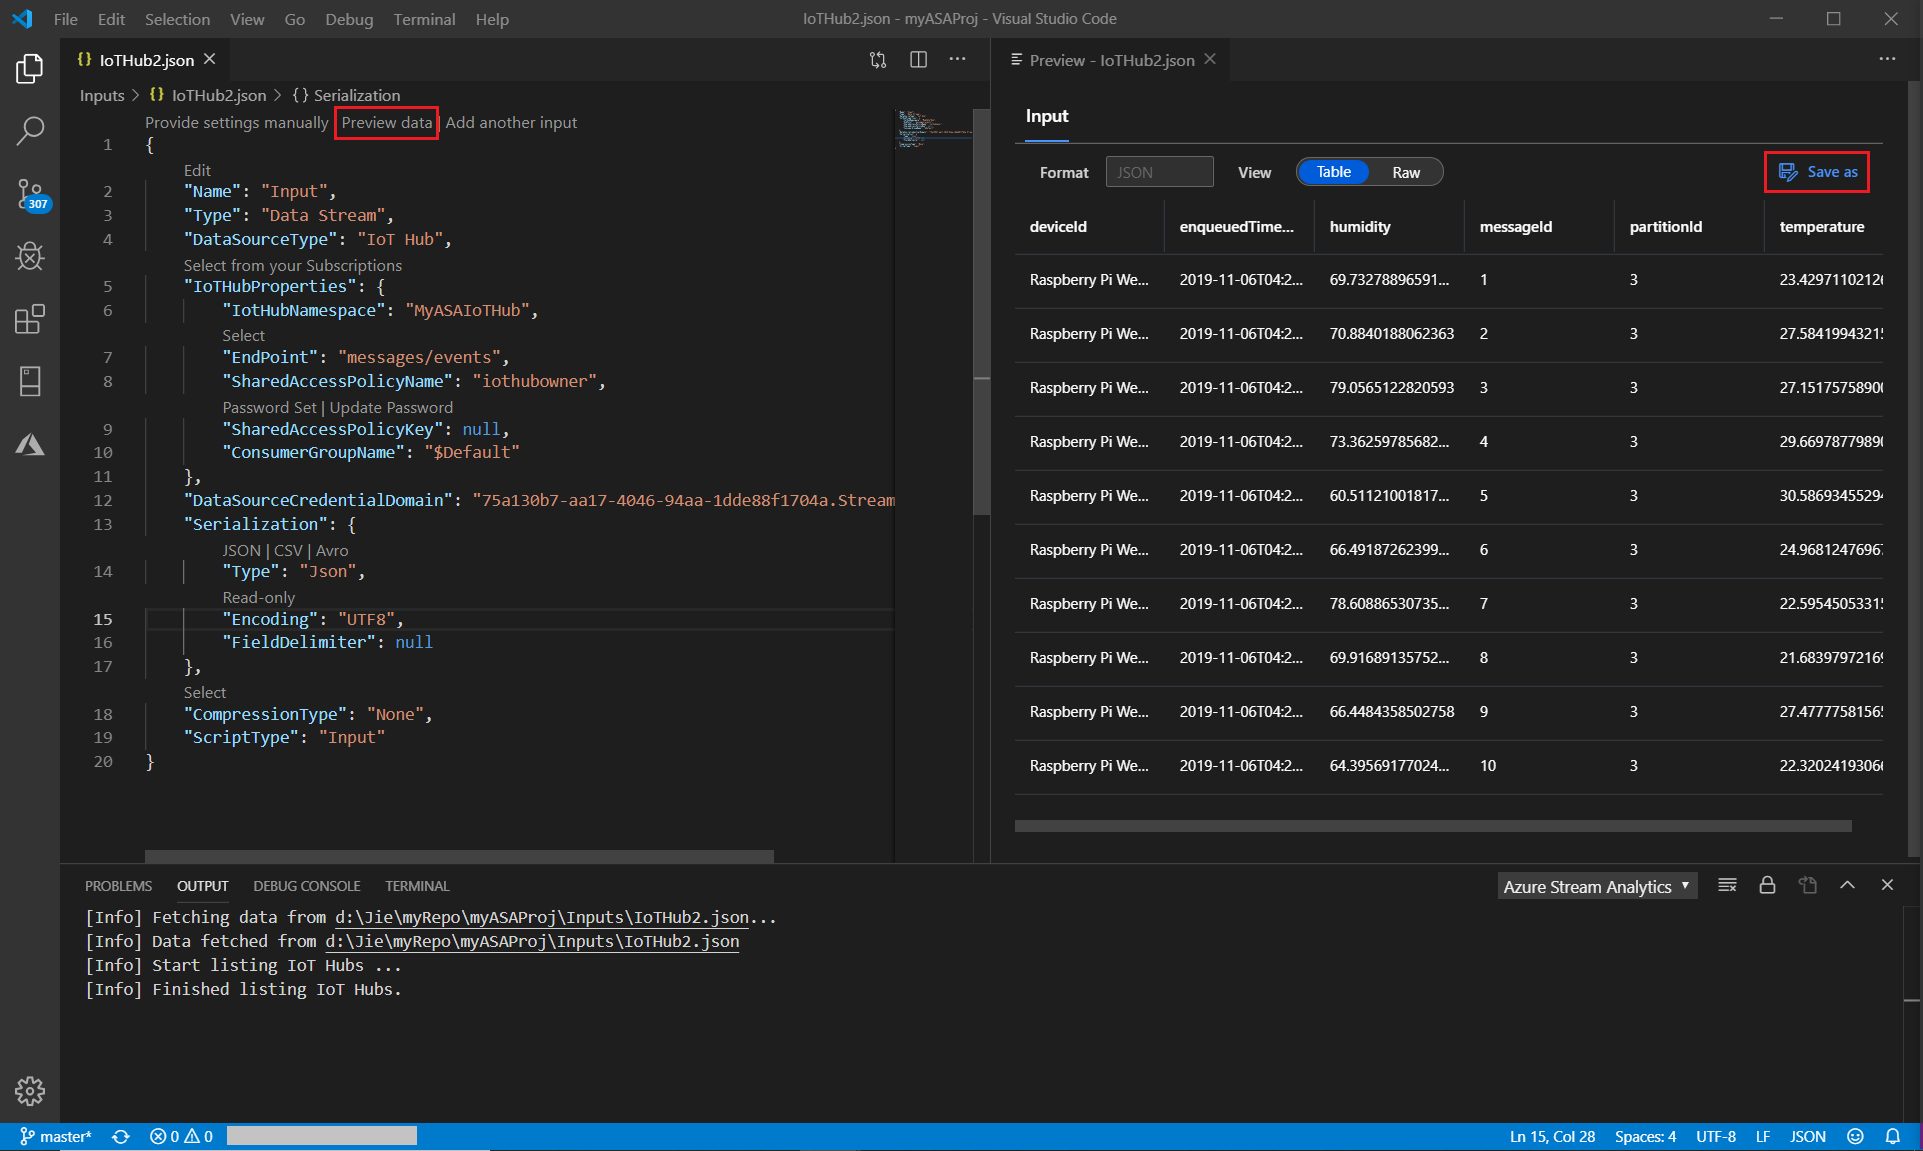 File Edit Selection View Go Debug Terminal Help
IoTHub2.json - myASAProj - Visual Studio Code
307
{} IoTHub2.json
Inputs > {} IoTHub2.json > {} Serialization
Provide settings manually | Preview data | Add another input
1 {
Edit
2 "Name": "Input",
3 "Type": "Data Stream",
4 "DataSourceType": "IoT Hub",
Select from your Subscriptions
5 "IoTHubProperties": {
6 "IotHubNamespace": "MyASAIoTHub",
Select
7 "EndPoint": "messages/events",
8 "SharedAccessPolicyName": "iothubowner",
Password Set | Update Password
9 "SharedAccessPolicyKey": null,
10 "ConsumerGroupName": "$Default"
11 },
12 "DataSourceCredentialDomain": "75a130b7-aa17-4046-94aa-1dde88f1704a.Stream
13 "Serialization": {
JSON | CSV | Avro
14 "Type": "Json",
Read-only
15 "Encoding": "UTF8",
16 "FieldDelimiter": null
17 },
Select
18 "CompressionType": "None",
19 "ScriptType": "Input"
20 }
Preview - IoTHub2.json
Input
Format JSON View Table Raw Save as
deviceId enqueuedTime... humidity messageId partitionId temperature
Raspberry Pi We... 2019-11-06T04:2... 69.73278896591... 1 3 23.42971102126
Raspberry Pi We... 2019-11-06T04:2... 70.8840188062363 2 3 27.58419943215
Raspberry Pi We... 2019-11-06T04:2... 79.0565122820593 3 3 27.15175758900
Raspberry Pi We... 2019-11-06T04:2... 73.36259785682... 4 3 29.66978779890
Raspberry Pi We... 2019-11-06T04:2... 60.51121001817... 5 3 30.58693455294
Raspberry Pi We... 2019-11-06T04:2... 66.49187262399... 6 3 24.96812476967
Raspberry Pi We... 2019-11-06T04:2... 78.60886530735... 7 3 22.59545053315
Raspberry Pi We... 2019-11-06T04:2... 69.91689135752... 8 3 21.68397972169
Raspberry Pi We... 2019-11-06T04:2... 66.4484358502758 9 3 27.47777581565
Raspberry Pi We... 2019-11-06T04:2... 64.39569177024... 10 3 22.32024193066
PROBLEMS OUTPUT DEBUG CONSOLE TERMINAL
Azure Stream Analytics
[Info] Fetching data from d:\Jie\myRepo\myASAProj\Inputs\IoTHub2.json...
[Info] Data fetched from d:\Jie\myRepo\myASAProj\Inputs\IoTHub2.json
[Info] Start listing IoT Hubs ...
[Info] Finished listing IoT Hubs.
master* 0 0
Ln 15, Col 28 Spaces: 4 UTF-8 LF JSON